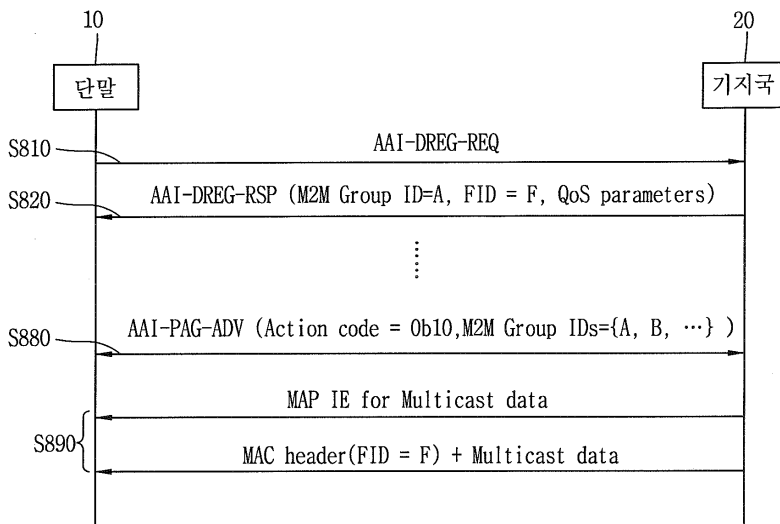 10
20
단말
기지국
S810
AAI-DREG-REQ
S820
AAI-DREG-RSP (M2M Group ID=A, FID = F, QoS parameters)
S880
AAI-PAG-ADV (Action code = 0b10,M2M Group IDs={A, B, …} )
MAP IE for Multicast data
S890
MAC header(FID = F) + Multicast data